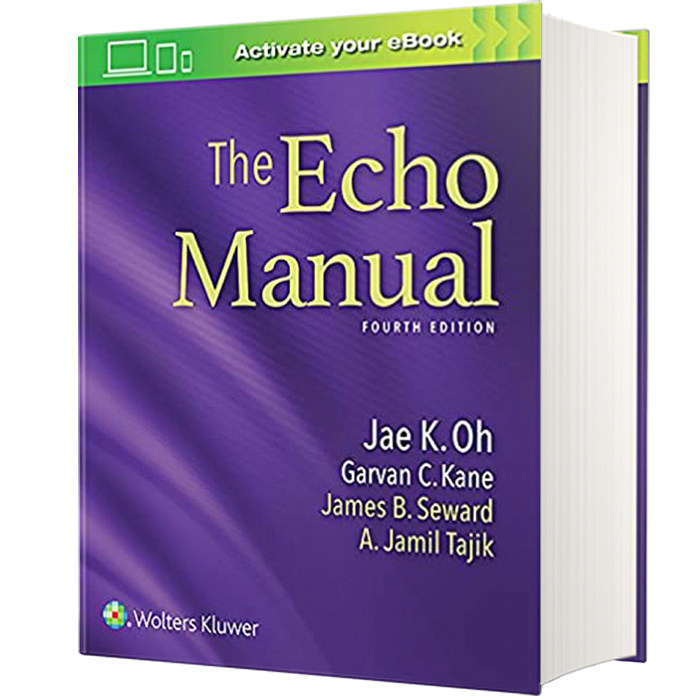 Activate your eBook
The Echo
Manual
FOURTH EDITION
Jae K. Oh
Garvan C. Kane
James B. Seward
A. Jamil Tajik
Wolters Kluwer